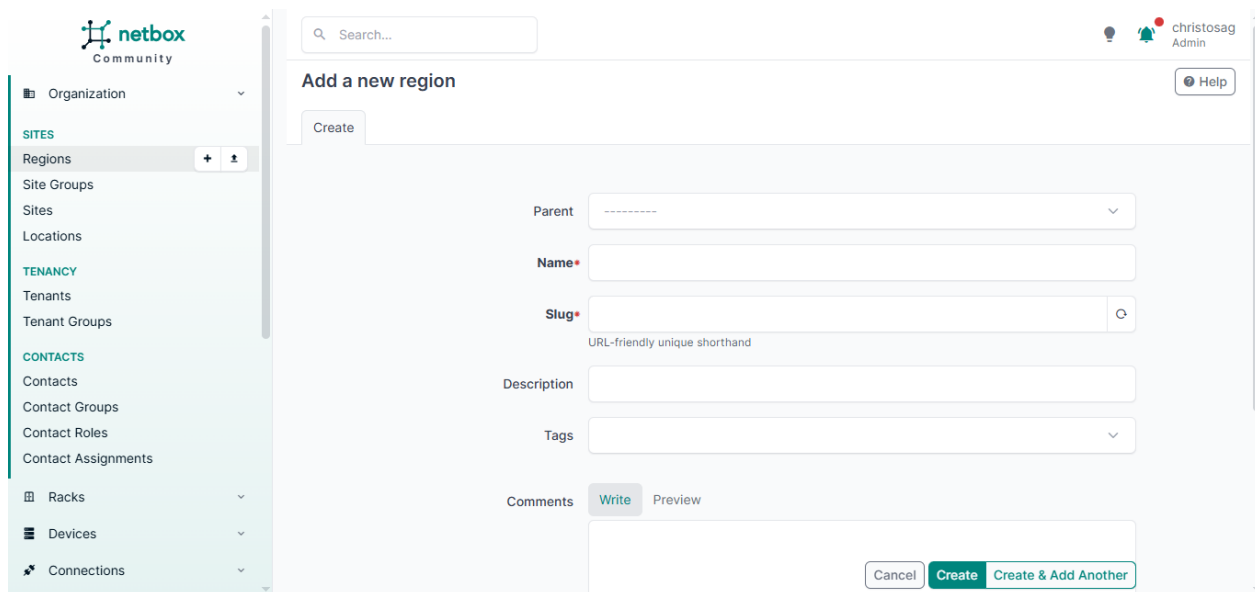 netbox
Community
Organization
SITES
Regions
Site Groups
Sites
Locations
TENANCY
Tenants
Tenant Groups
CONTACTS
Contacts
Contact Groups
Contact Roles
Contact Assignments
Racks
Devices
Connections
Search...
christosag
Admin
Add a new region
Help
Create
Parent
---------
Name*
Slug*
URL-friendly unique shorthand
Description
Tags
Comments Write Preview
Cancel Create Create & Add Another